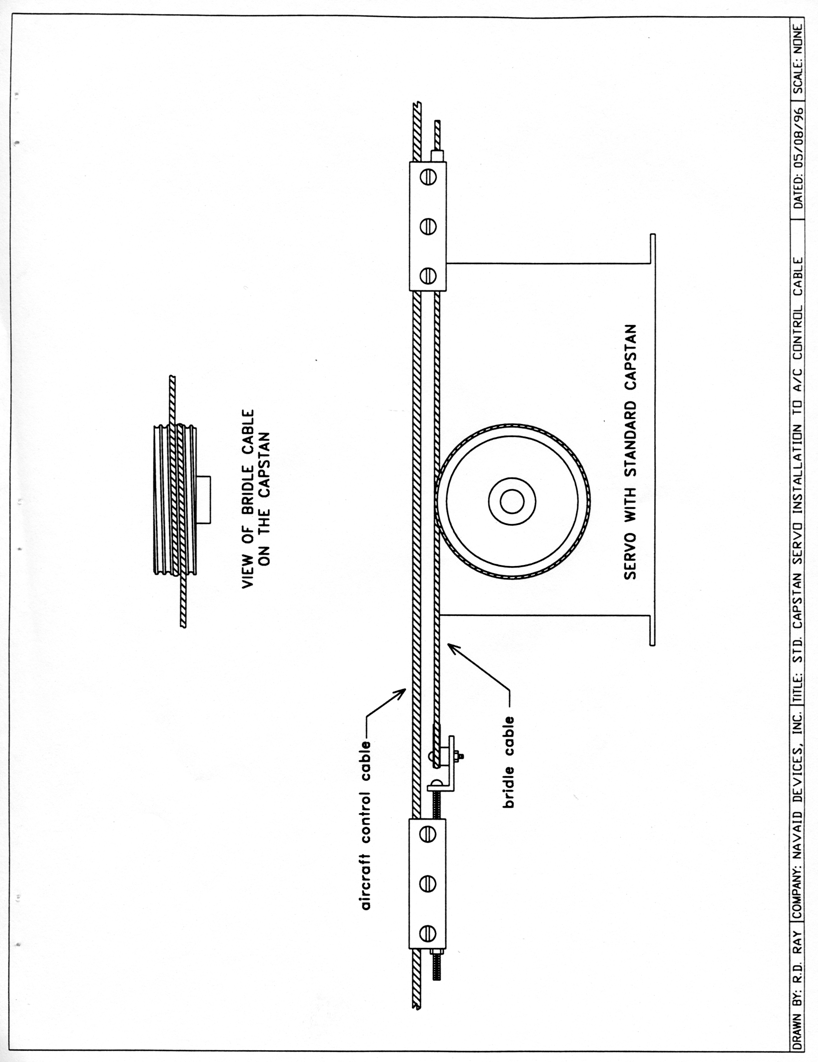 VIEW OF BRIDLE CABLE
ON THE CAPSTAN
aircraft control cable
bridle cable
SERVO WITH STANDARD CAPSTAN
DRAWN BY: R.D. RAY
COMPANY: NAVAID DEVICES, INC.
TITLE: STD. CAPSTAN SERVO INSTALLATION TO A/C CONTROL CABLE
DATED: 05/08/96
SCALE: NONE